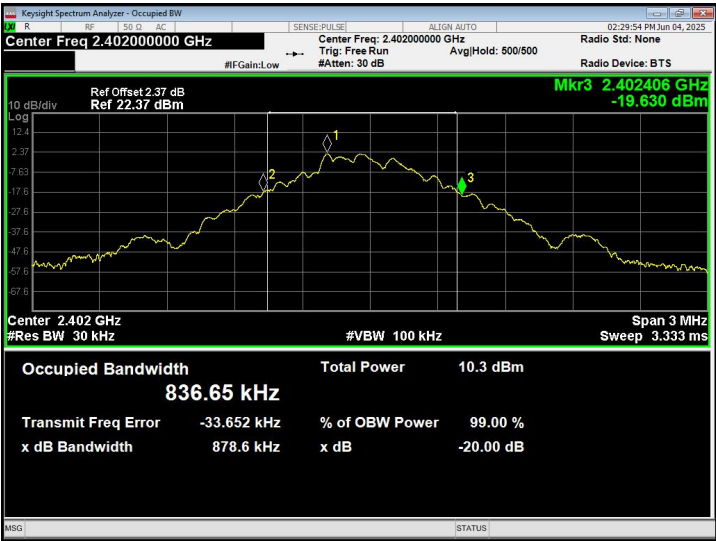 Keysight Spectrum Analyzer - Occupied BW
R RF 50 Ω AC SENSE:PULSE ALIGN AUTO 02:29:54 PM Jun 04, 2025
Center Freq 2.402000000 GHz
Center Freq: 2.402000000 GHz
Radio Std: None
Trig: Free Run Avg|Hold: 500/500
#IFGain:Low #Atten: 30 dB Radio Device: BTS
Mkr3 2.402406 GHz
-19.630 dBm
Ref Offset 2.37 dB
10 dB/div Ref 22.37 dBm
Log
12.4
2.37
-7.63
-17.6
-27.6
-37.6
-47.6
-57.6
-67.6
1
2
3
Center 2.402 GHz Span 3 MHz
#Res BW 30 kHz #VBW 100 kHz Sweep 3.333 ms
Occupied Bandwidth Total Power 10.3 dBm
836.65 kHz
Transmit Freq Error -33.652 kHz % of OBW Power 99.00 %
x dB Bandwidth 878.6 kHz x dB -20.00 dB
MSG STATUS